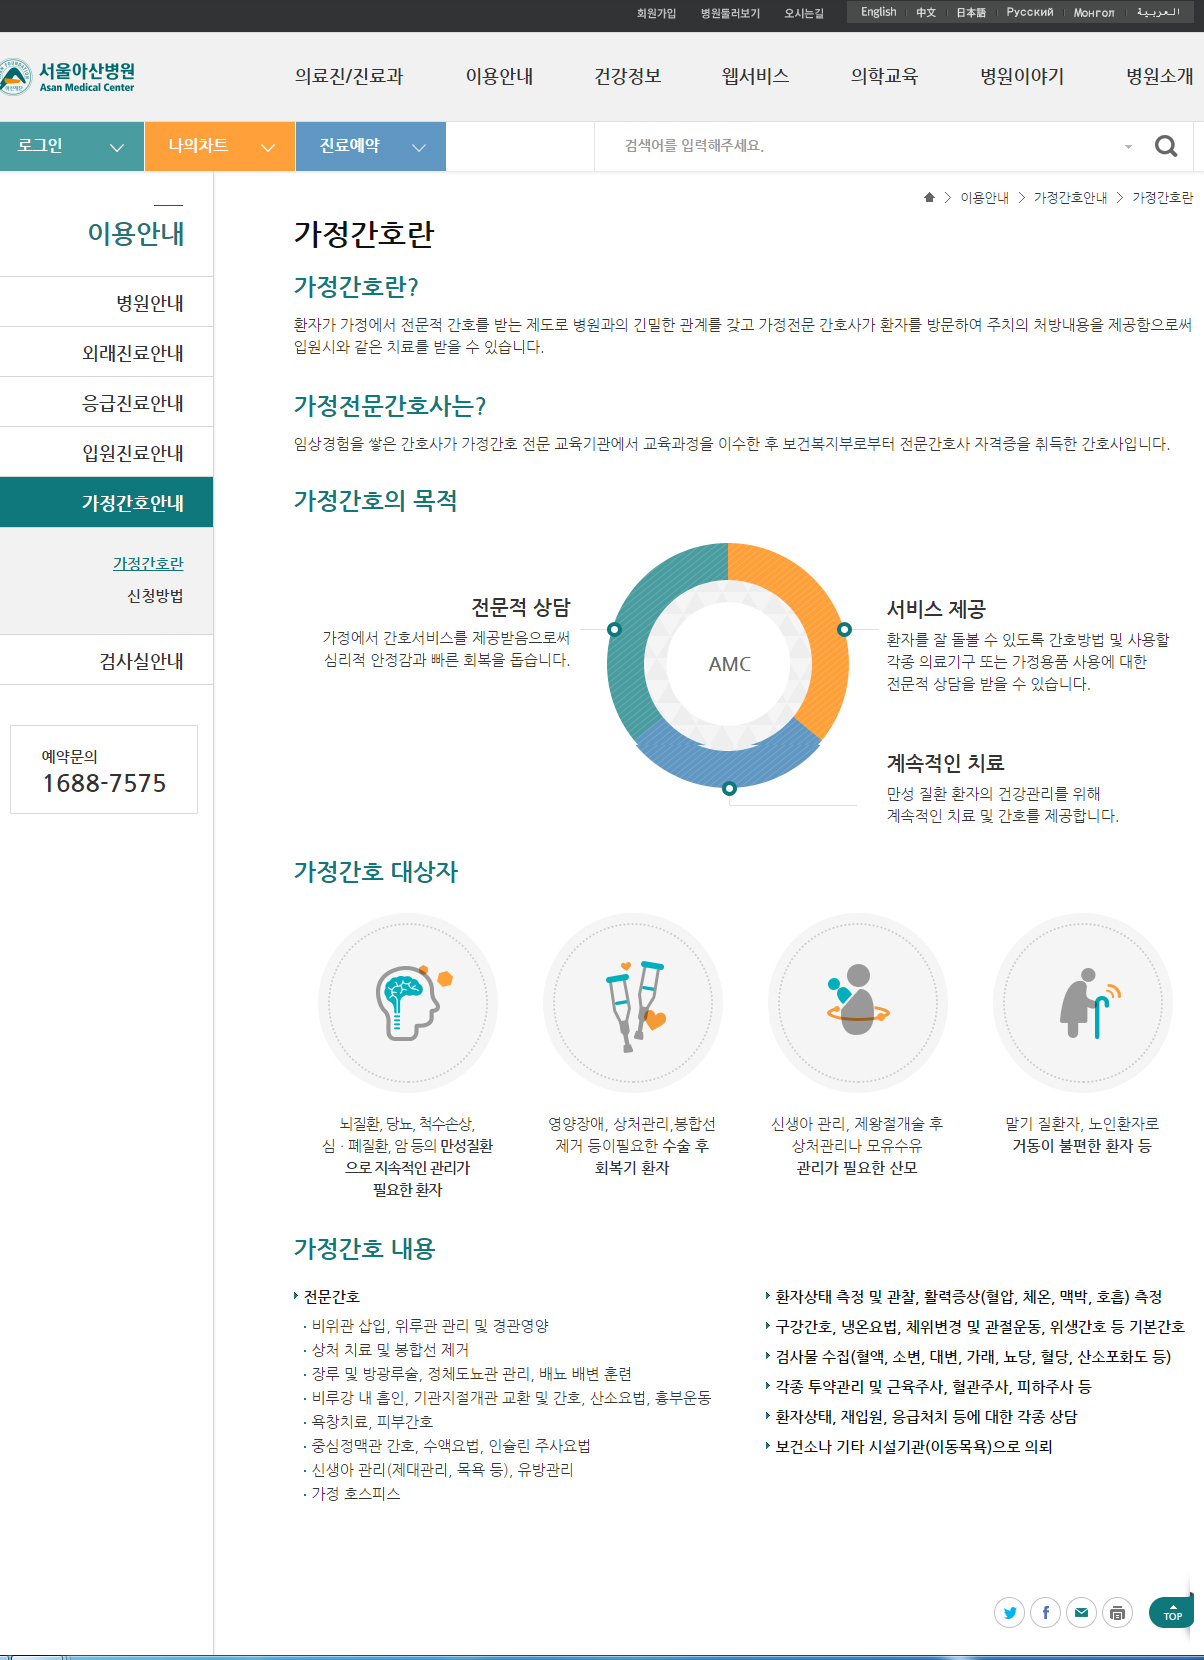 회원가입 병원둘러보기 오시는길 English 中文 日本語 Русский Монгол العربية
서울아산병원
Asan Medical Center
의료진/진료과 이용안내 건강정보 웹서비스 의학교육 병원이야기 병원소개
로그인 나의차트 진료예약 검색어를 입력해주세요.
이용안내 > 가정간호안내 > 가정간호란
이용안내
병원안내
외래진료안내
응급진료안내
입원진료안내
가정간호안내
가정간호란
신청방법
검사실안내
예약문의
1688-7575
가정간호란
가정간호란?
환자가 가정에서 전문적 간호를 받는 제도로 병원과의 긴밀한 관계를 갖고 가정전문 간호사가 환자를 방문하여 주치의 처방내용을 제공함으로써
입원시와 같은 치료를 받을 수 있습니다.
가정전문간호사는?
임상경험을 쌓은 간호사가 가정간호 전문 교육기관에서 교육과정을 이수한 후 보건복지부로부터 전문간호사 자격증을 취득한 간호사입니다.
가정간호의 목적
전문적 상담
가정에서 간호서비스를 제공받음으로써
심리적 안정감과 빠른 회복을 돕습니다.
AMC
서비스 제공
환자를 잘 돌볼 수 있도록 간호방법 및 사용할
각종 의료기구 또는 가정용품 사용에 대한
전문적 상담을 받을 수 있습니다.
계속적인 치료
만성 질환 환자의 건강관리를 위해
계속적인 치료 및 간호를 제공합니다.
가정간호 대상자
뇌질환, 당뇨, 척수손상,
심 · 폐질환, 암 등의 만성질환
으로 지속적인 관리가
필요한 환자
영양장애, 상처관리,봉합선
제거 등이필요한 수술 후
회복기 환자
신생아 관리, 제왕절개술 후
상처관리나 모유수유
관리가 필요한 산모
말기 질환자, 노인환자로
거동이 불편한 환자 등
가정간호 내용
전문간호
· 비위관 삽입, 위루관 관리 및 경관영양
· 상처 치료 및 봉합선 제거
· 장루 및 방광루술, 정체도뇨관 관리, 배뇨 배변 훈련
· 비루강 내 흡인, 기관지절개관 교환 및 간호, 산소요법, 흉부운동
· 욕창치료, 피부간호
· 중심정맥관 간호, 수액요법, 인슐린 주사요법
· 신생아 관리(제대관리, 목욕 등), 유방관리
· 가정 호스피스
환자상태 측정 및 관찰, 활력증상(혈압, 체온, 맥박, 호흡) 측정
구강간호, 냉온요법, 체위변경 및 관절운동, 위생간호 등 기본간호
검사물 수집(혈액, 소변, 대변, 가래, 뇨당, 혈당, 산소포화도 등)
각종 투약관리 및 근육주사, 혈관주사, 피하주사 등
환자상태, 재입원, 응급처치 등에 대한 각종 상담
보건소나 기타 시설기관(이동목욕)으로 의뢰
TOP